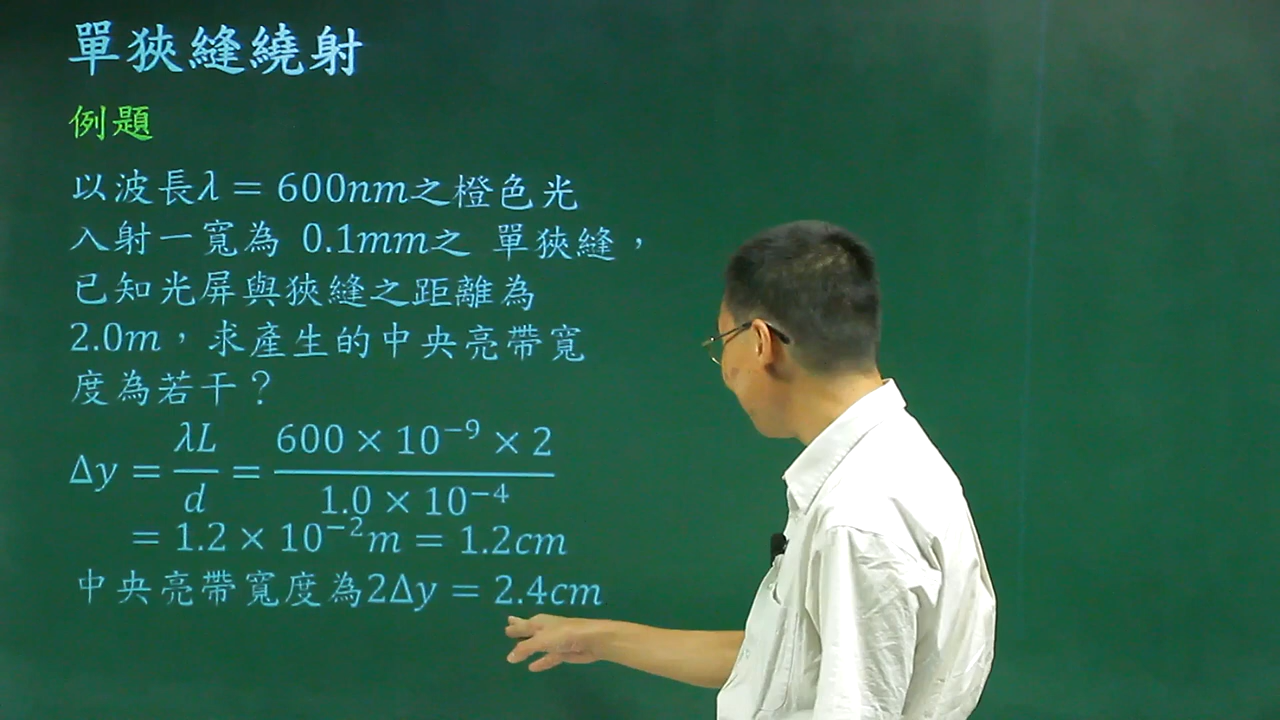 單狹縫繞射
例題
以波長λ = 600nm之橙色光
入射一寬為 0.1mm之 單狹縫，
已知光屏與狹縫之距離為
2.0m，求產生的中央亮帶寬
度為若干？
Δy = λL/d = 600 × 10⁻⁹ × 2 / 1.0 × 10⁻⁴
= 1.2 × 10⁻²m = 1.2cm
中央亮帶寬度為2Δy = 2.4cm